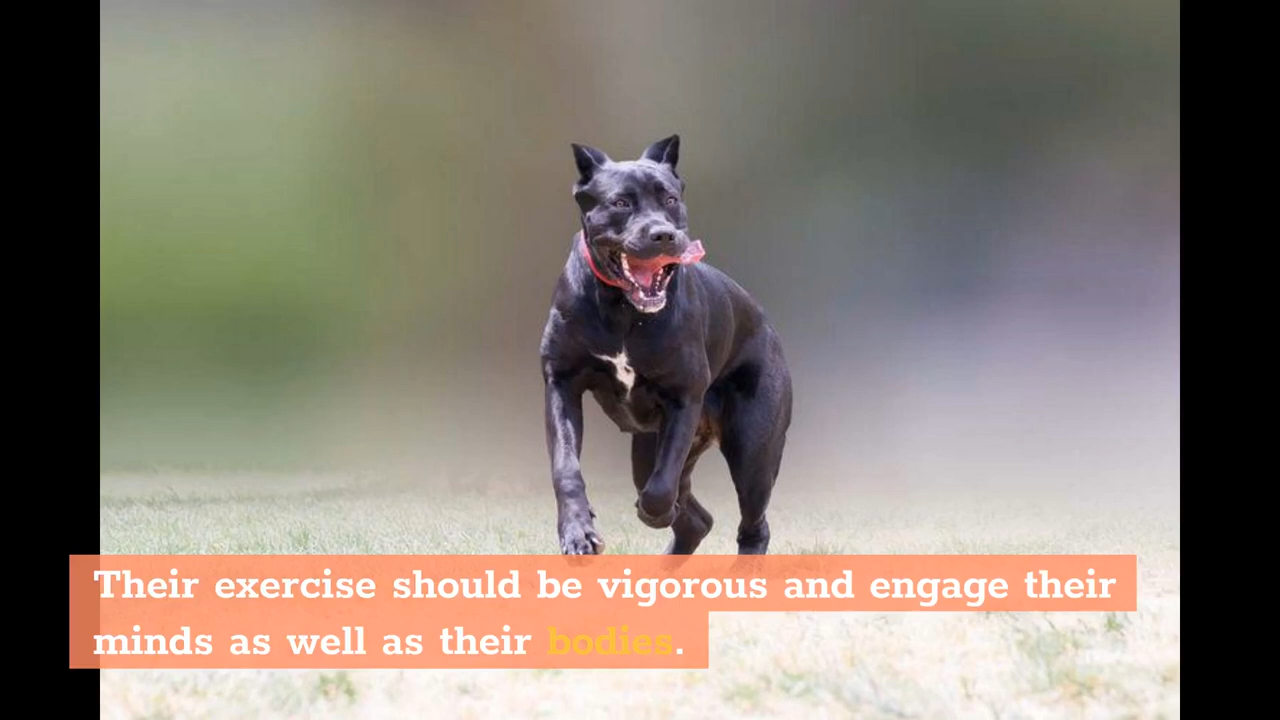 Their exercise should be vigorous and engage their
minds as well as their bodies.